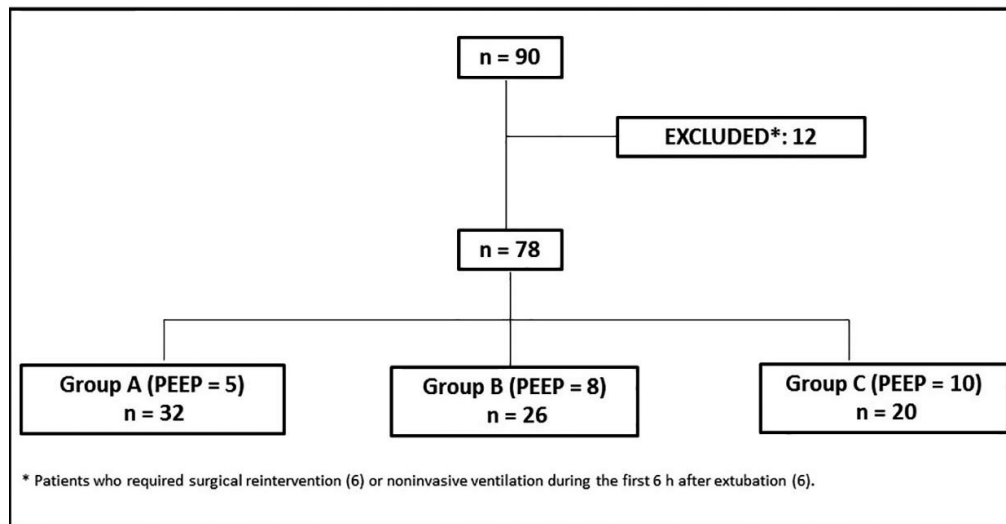 n = 90
EXCLUDED*: 12
n = 78
Group A (PEEP = 5)
n = 32
Group B (PEEP = 8)
n = 26
Group C (PEEP = 10)
n = 20
* Patients who required surgical reintervention (6) or noninvasive ventilation during the first 6 h after extubation (6).